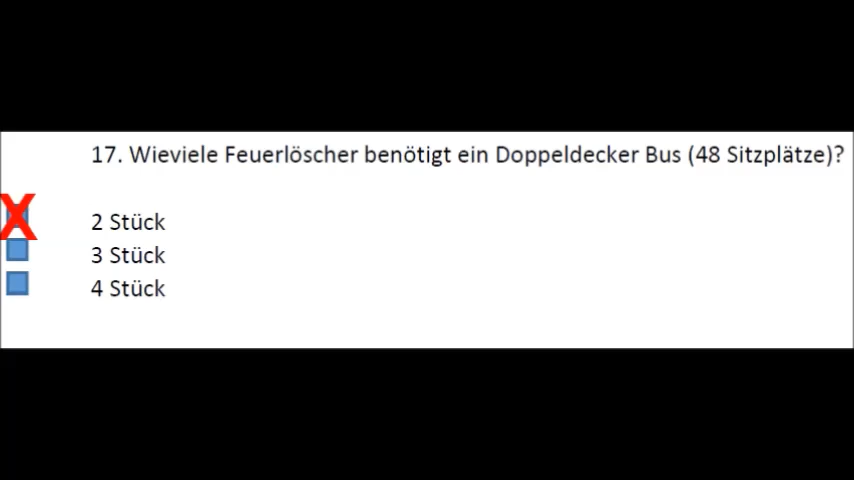 17. Wieviele Feuerlöscher benötigt ein Doppeldecker Bus (48 Sitzplätze)?
X
2 Stück
3 Stück
4 Stück